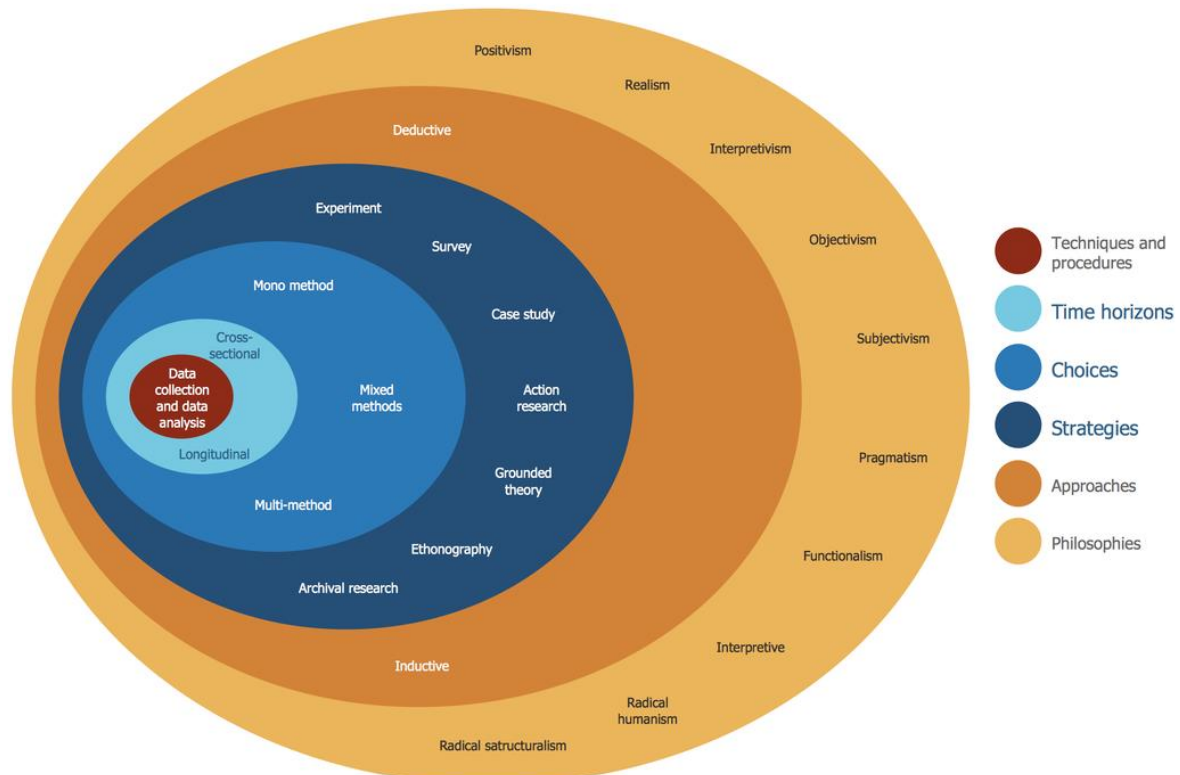 Positivism
Realism
Interpretivism
Objectivism
Subjectivism
Pragmatism
Functionalism
Interpretive
Radical
humanism
Radical satructuralism
Deductive
Inductive
Experiment
Survey
Case study
Action
research
Grounded
theory
Ethonography
Archival research
Mono method
Mixed
methods
Multi-method
Cross-
sectional
Longitudinal
Data
collection
and data
analysis
Techniques and
procedures
Time horizons
Choices
Strategies
Approaches
Philosophies